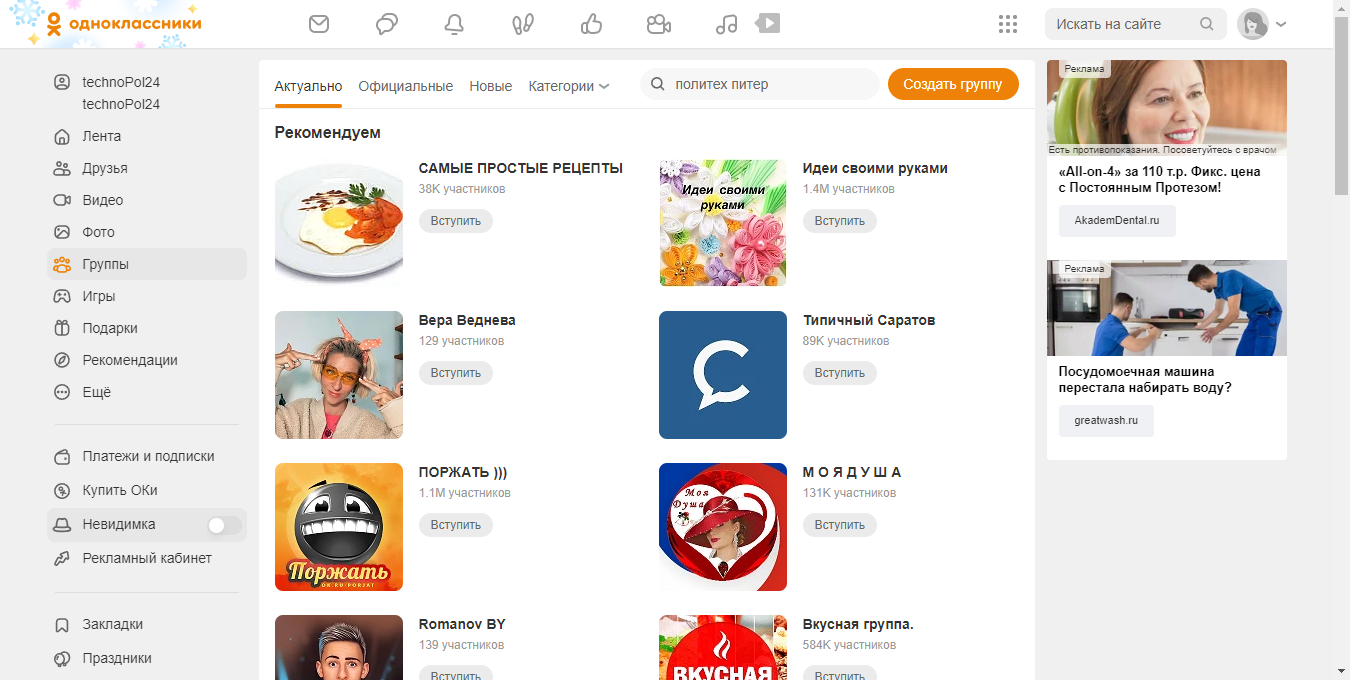 одноклассники
Искать на сайте
technoPol24
technoPol24
Лента
Друзья
Видео
Фото
Группы
Игры
Подарки
Рекомендации
Ещё
Платежи и подписки
Купить ОКи
Невидимка
Рекламный кабинет
Закладки
Праздники
Актуально
Официальные
Новые
Категории
политех питер
Создать группу
Рекомендуем
САМЫЕ ПРОСТЫЕ РЕЦЕПТЫ
38K участников
Вступить
Идеи своими
руками
Идеи своими руками
1.4M участников
Вступить
Вера Веднева
129 участников
Вступить
Типичный Саратов
89K участников
Вступить
Поржать
OK.RU/PORJAT
ПОРЖАТЬ )))
1.1M участников
Вступить
Моя
Душа
М О Я Д У Ш А
131K участников
Вступить
Romanov BY
139 участников
Вступить
ВКУСНАЯ
Вкусная группа.
584K участников
Вступить
Реклама
Есть противопоказания. Посоветуйтесь с врачом
«All-on-4» за 110 т.р. Фикс. цена
с Постоянным Протезом!
AkademDental.ru
Реклама
Посудомоечная машина
перестала набирать воду?
greatwash.ru